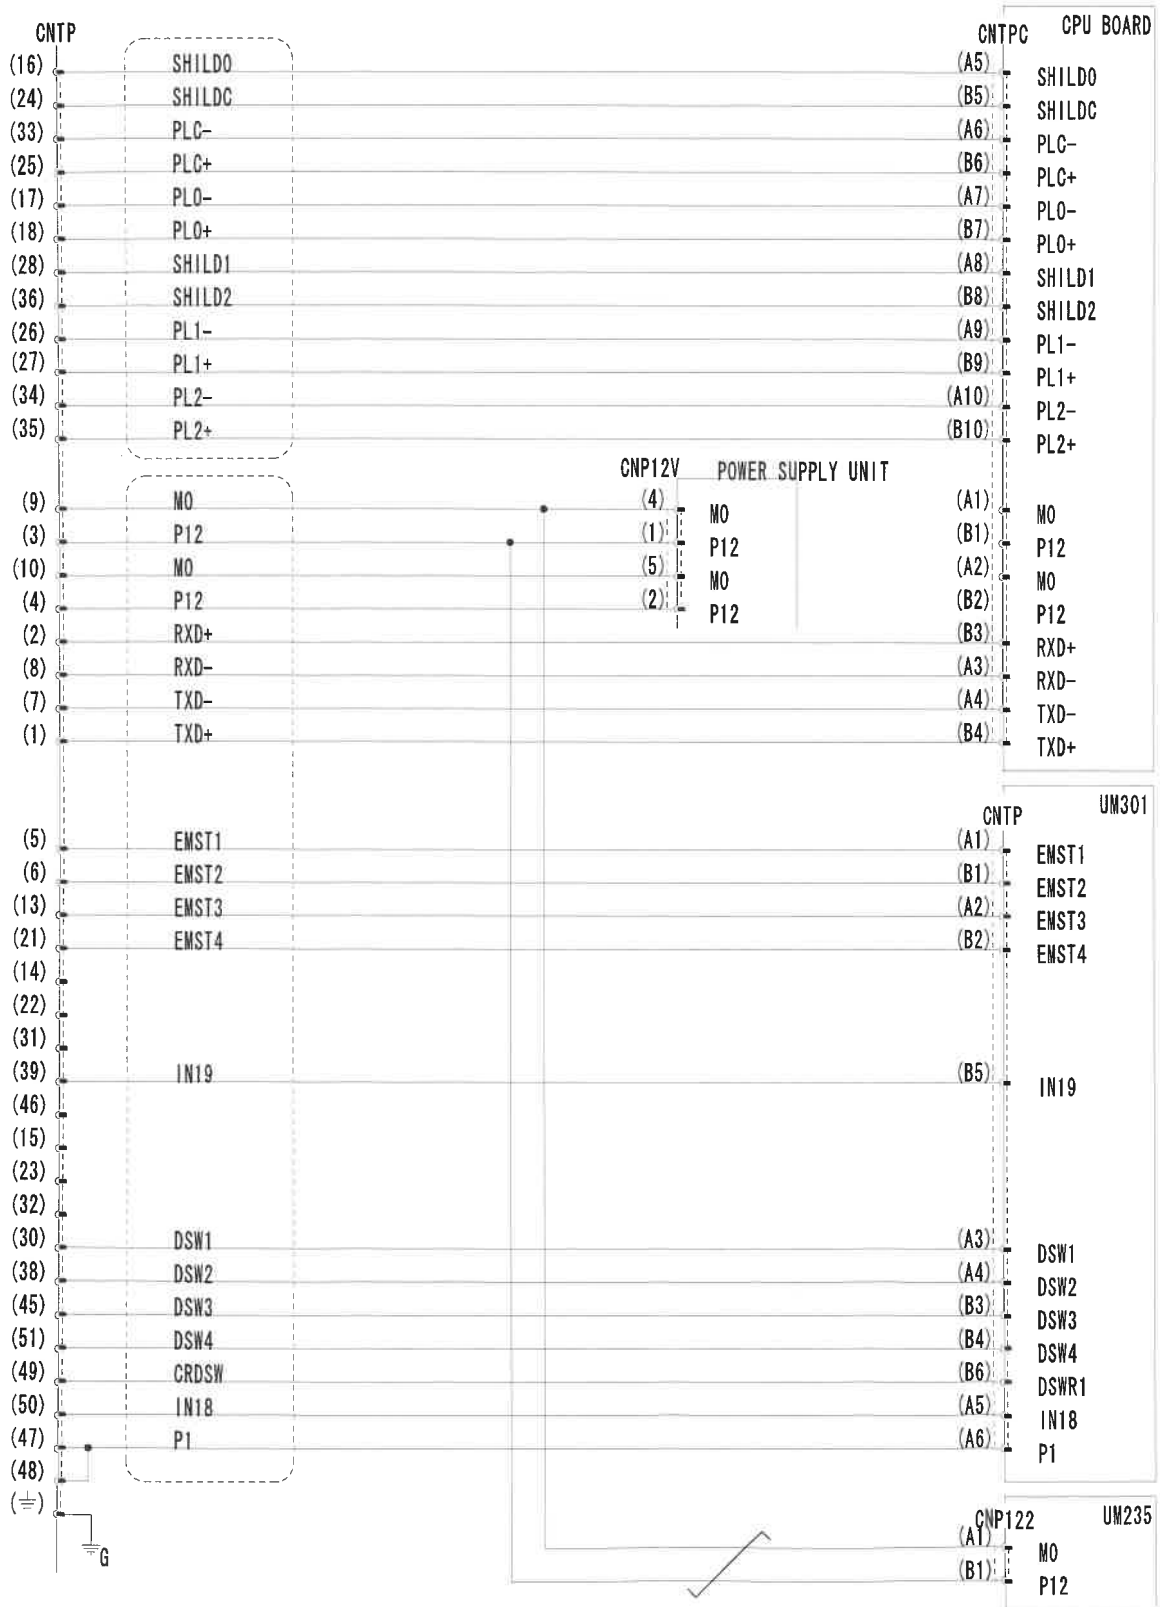 CNTP CNTPC CPU BOARD
(16) SHILD0 (A5) SHILD0
(24) SHILDC (B5) SHILDC
(33) PLC- (A6) PLC-
(25) PLC+ (B6) PLC+
(17) PL0- (A7) PL0-
(18) PL0+ (B7) PL0+
(28) SHILD1 (A8) SHILD1
(36) SHILD2 (B8) SHILD2
(26) PL1- (A9) PL1-
(27) PL1+ (B9) PL1+
(34) PL2- (A10) PL2-
(35) PL2+ (B10) PL2+
CNP12V POWER SUPPLY UNIT
(9) M0 (4) M0 (A1) M0
(3) P12 (1) P12 (B1) P12
(10) M0 (5) M0 (A2) M0
(4) P12 (2) P12 (B2) P12
(2) RXD+ (B3) RXD+
(8) RXD- (A3) RXD-
(7) TXD- (A4) TXD-
(1) TXD+ (B4) TXD+
CNTP UM301
(5) EMST1 (A1) EMST1
(6) EMST2 (B1) EMST2
(13) EMST3 (A2) EMST3
(21) EMST4 (B2) EMST4
(14)
(22)
(31)
(39) IN19 (B5) IN19
(46)
(15)
(23)
(32)
(30) DSW1 (A3) DSW1
(38) DSW2 (A4) DSW2
(45) DSW3 (B3) DSW3
(51) DSW4 (B4) DSW4
(49) CRDSW (B6) DSWR1
(50) IN18 (A5) IN18
(47) P1 (A6) P1
(48)
(⏚)
G
CNP122 UM235
(A1) M0
(B1) P12